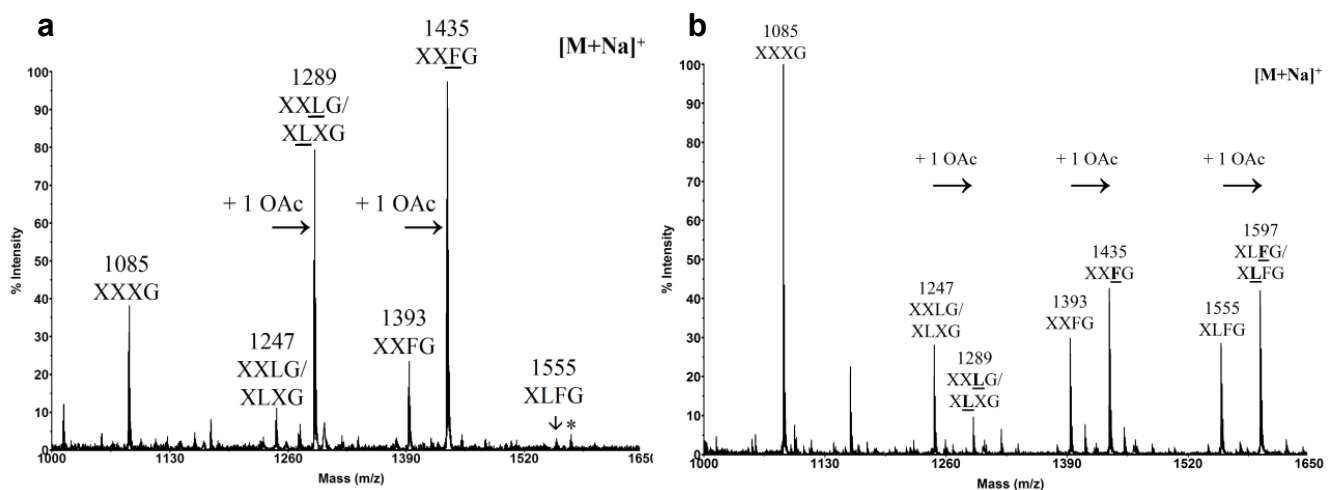 a
[M+Na]+
1435
XXFG
1289
XXLG/
XLXG
+ 1 OAc
+ 1 OAc
1085
XXXG
1247
XXLG/
XLXG
1393
XXFG
1555
XLFG
↓ *
100
90
80
70
60
50
40
30
20
10
0
% Intensity
1000 1130 1260 1390 1520 1650
Mass (m/z)
b
1085
XXXG
[M+Na]+
+ 1 OAc
+ 1 OAc
+ 1 OAc
1597
XLFG/
XLFG
1435
XXFG
1247
XXLG/
XLXG
1393
XXFG
1555
XLFG
1289
XXLG/
XLXG
100
90
80
70
60
50
40
30
20
10
0
% Intensity
1000 1130 1260 1390 1520 1650
Mass (m/z)